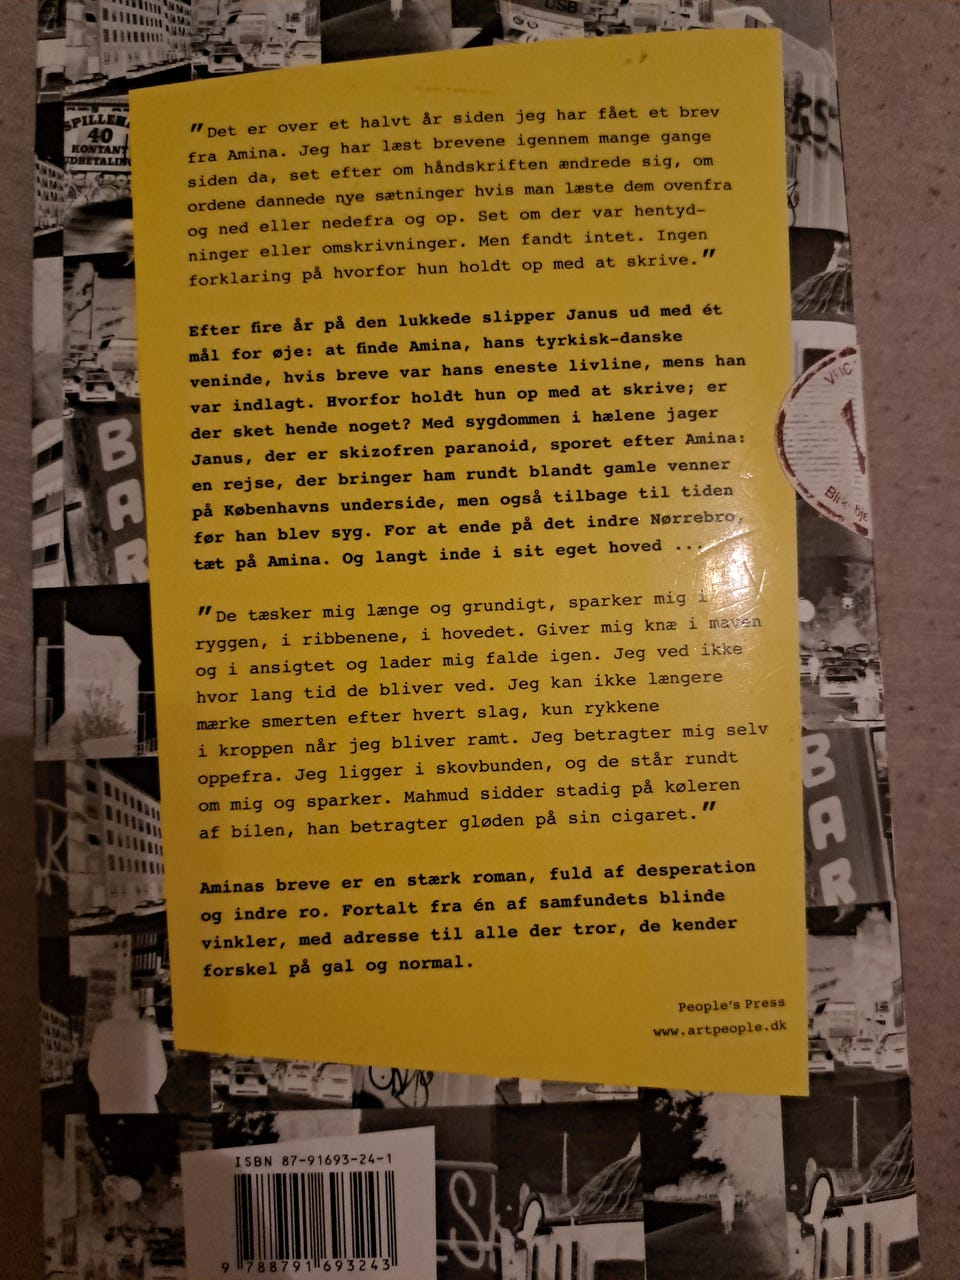 USB
SPILLEHA
40
KONTANT
UDBETALING
"Det er over et halvt år siden jeg har fået et brev
fra Amina. Jeg har læst brevene igennem mange gange
siden da, set efter om håndskriften ændrede sig, om
ordene dannede nye sætninger hvis man læste dem ovenfra
og ned eller nedefra og op. Set om der var hentyd-
ninger eller omskrivninger. Men fandt intet. Ingen
forklaring på hvorfor hun holdt op med at skrive."
Efter fire år på den lukkede slipper Janus ud med ét
mål for øje: at finde Amina, hans tyrkisk-danske
veninde, hvis breve var hans eneste livline, mens han
var indlagt. Hvorfor holdt hun op med at skrive; er
der sket hende noget? Med sygdommen i hælene jager
Janus, der er skizofren paranoid, sporet efter Amina:
en rejse, der bringer ham rundt blandt gamle venner
på Københavns underside, men også tilbage til tiden
før han blev syg. For at ende på det indre Nørrebro,
tæt på Amina. Og langt inde i sit eget hoved ...
"De tæsker mig længe og grundigt, sparker mig i
ryggen, i ribbenene, i hovedet. Giver mig knæ i maven
og i ansigtet og lader mig falde igen. Jeg ved ikke
hvor lang tid de bliver ved. Jeg kan ikke længere
mærke smerten efter hvert slag, kun rykkene
i kroppen når jeg bliver ramt. Jeg betragter mig selv
oppefra. Jeg ligger i skovbunden, og de står rundt
om mig og sparker. Mahmud sidder stadig på køleren
af bilen, han betragter gløden på sin cigaret."
Aminas breve er en stærk roman, fuld af desperation
og indre ro. Fortalt fra én af samfundets blinde
vinkler, med adresse til alle der tror, de kender
forskel på gal og normal.
People's Press
www.artpeople.dk
BAR
BAR
ISBN 87-91693-24-1
9 788791 693243